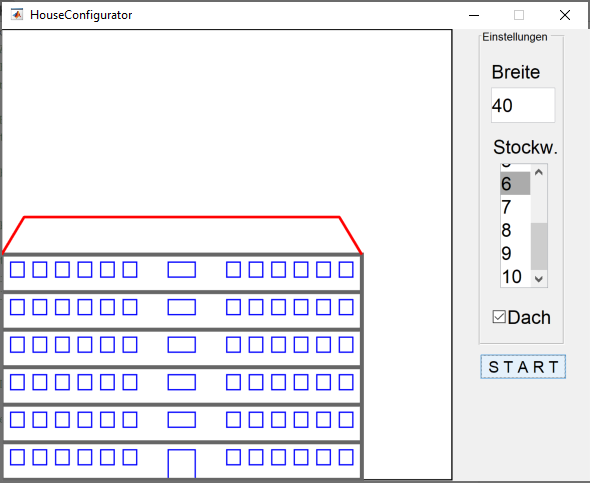 HouseConfigurator
Einstellungen
Breite
40
Stockw.
6
7
8
9
10
Dach
S T A R T